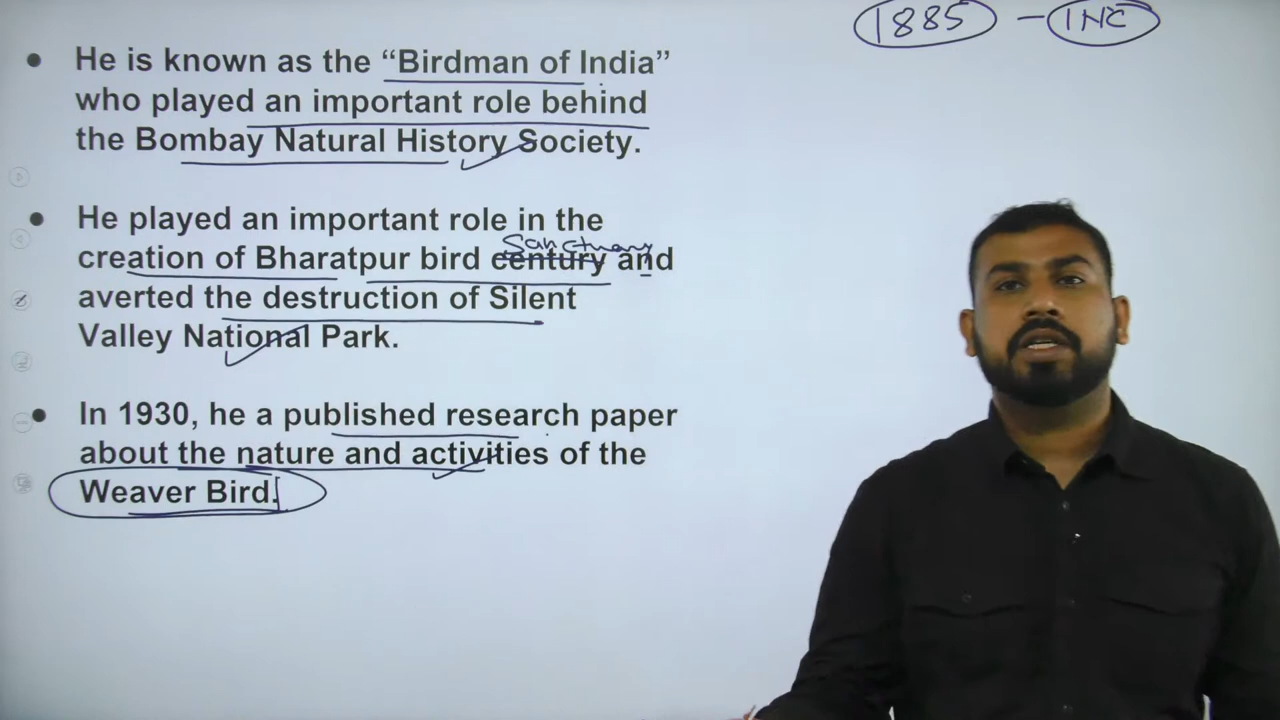 1885 - INC
• He is known as the “Birdman of India”
who played an important role behind
the Bombay Natural History Society.
• He played an important role in the
Sanctuary
creation of Bharatpur bird century and
averted the destruction of Silent
Valley National Park.
• In 1930, he a published research paper
about the nature and activities of the
Weaver Bird.